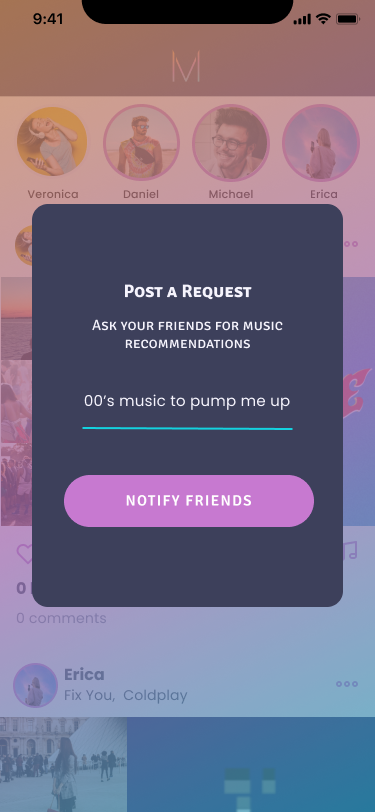 9:41
M
Veronica Daniel Michael Erica
Post a Request
Ask your friends for music
recommendations
00's music to pump me up
NOTIFY FRIENDS
0
0 comments
Erica
Fix You, Coldplay